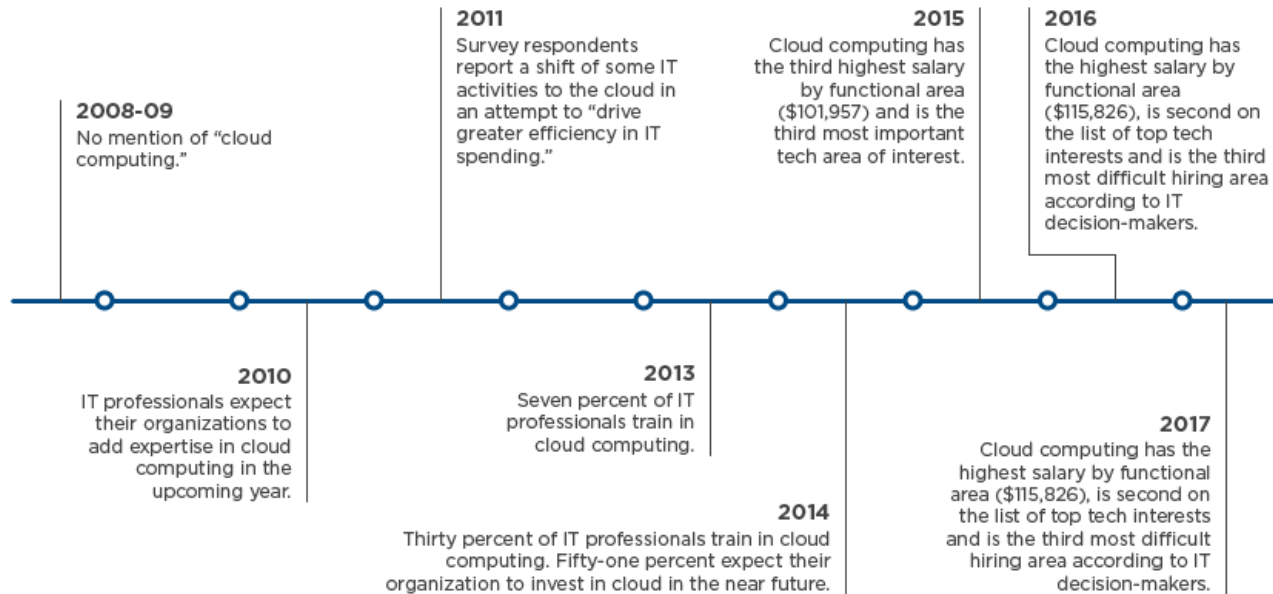 2008-09
No mention of “cloud
computing.”
2010
IT professionals expect
their organizations to
add expertise in cloud
computing in the
upcoming year.
2011
Survey respondents
report a shift of some IT
activities to the cloud in
an attempt to “drive
greater efficiency in IT
spending.”
2013
Seven percent of IT
professionals train in
cloud computing.
2014
Thirty percent of IT professionals train in cloud
computing. Fifty-one percent expect their
organization to invest in cloud in the near future.
2015
Cloud computing has
the third highest salary
by functional area
($101,957) and is the
third most important
tech area of interest.
2016
Cloud computing has
the highest salary by
functional area
($115,826), is second on
the list of top tech
interests and is the third
most difficult hiring area
according to IT
decision-makers.
2017
Cloud computing has the
highest salary by functional
area ($115,826), is second on
the list of top tech interests
and is the third most difficult
hiring area according to IT
decision-makers.